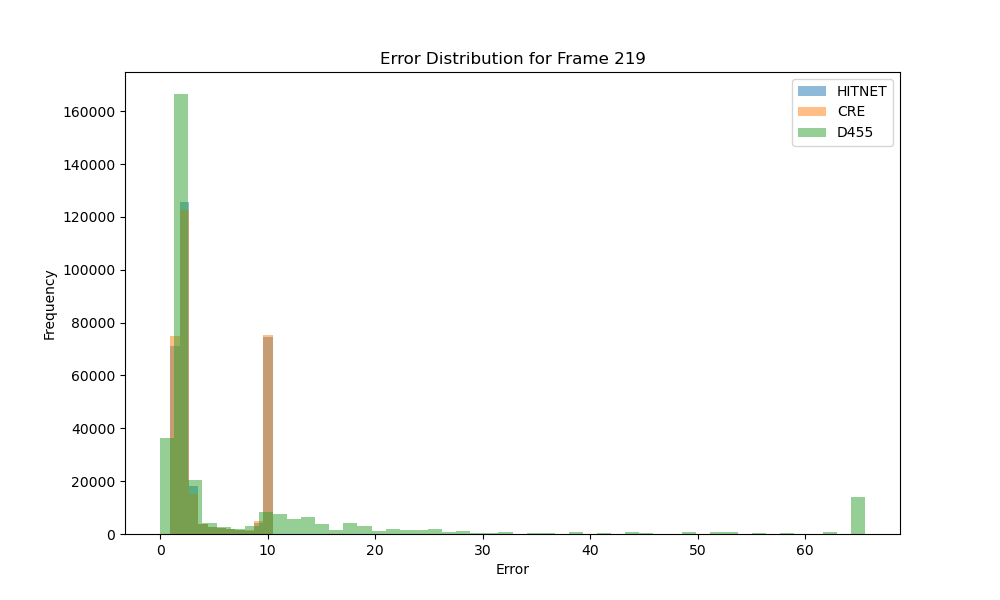 Error Distribution for Frame 219
HITNET
CRE
D455
160000
140000
120000
100000
80000
60000
40000
20000
0
Frequency
0 10 20 30 40 50 60
Error